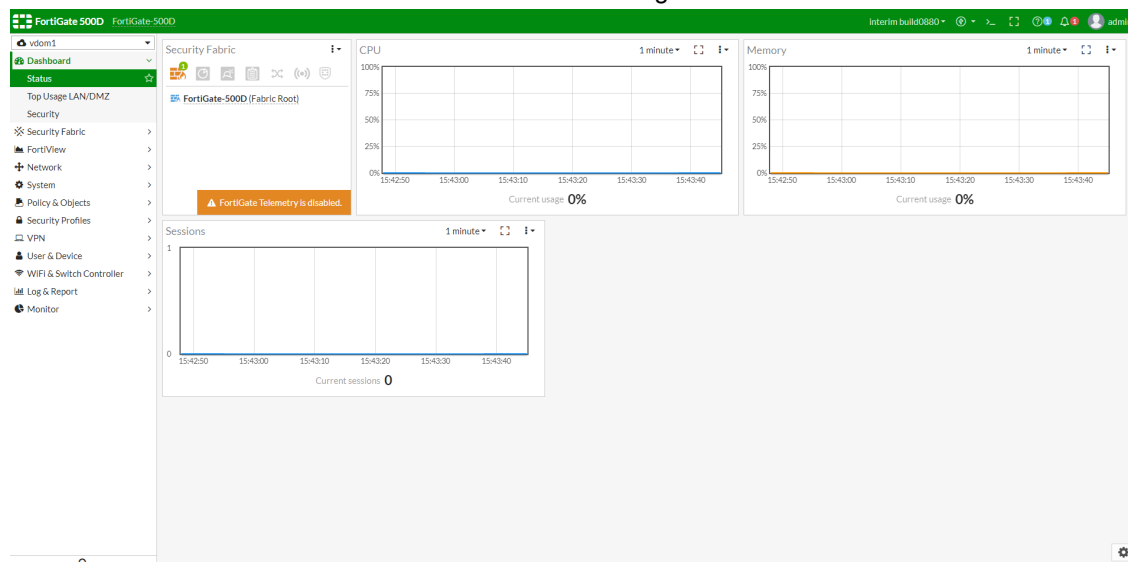 FortiGate 500D FortiGate-500D interim build0880 >_ 1 1 admin
vdom1
Dashboard
Status
Top Usage LAN/DMZ
Security
Security Fabric
FortiView
Network
System
Policy & Objects
Security Profiles
VPN
User & Device
WiFi & Switch Controller
Log & Report
Monitor
Security Fabric
1
FortiGate-500D (Fabric Root)
FortiGate Telemetry is disabled.
CPU 1 minute
100%
75%
50%
25%
0%
15:42:50 15:43:00 15:43:10 15:43:20 15:43:30 15:43:40
Current usage 0%
Memory 1 minute
100%
75%
50%
25%
0%
15:42:50 15:43:00 15:43:10 15:43:20 15:43:30 15:43:40
Current usage 0%
Sessions 1 minute
1
0
15:42:50 15:43:00 15:43:10 15:43:20 15:43:30 15:43:40
Current sessions 0